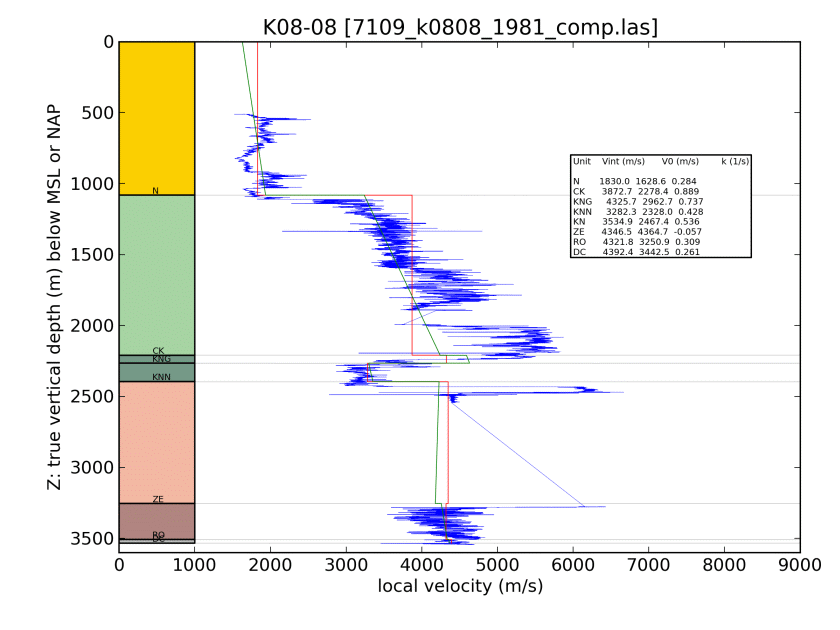 K08-08 [7109_k0808_1981_comp.las]
Z: true vertical depth (m) below MSL or NAP
0
500
1000
1500
2000
2500
3000
3500
N
CK
KNG
KNN
ZE
RO
DC
Unit Vint (m/s) V0 (m/s) k (1/s)
N 1830.0 1628.6 0.284
CK 3872.7 2278.4 0.889
KNG 4325.7 2962.7 0.737
KNN 3282.3 2328.0 0.428
KN 3534.9 2467.4 0.536
ZE 4346.5 4364.7 -0.057
RO 4321.8 3250.9 0.309
DC 4392.4 3442.5 0.261
0 1000 2000 3000 4000 5000 6000 7000 8000 9000
local velocity (m/s)